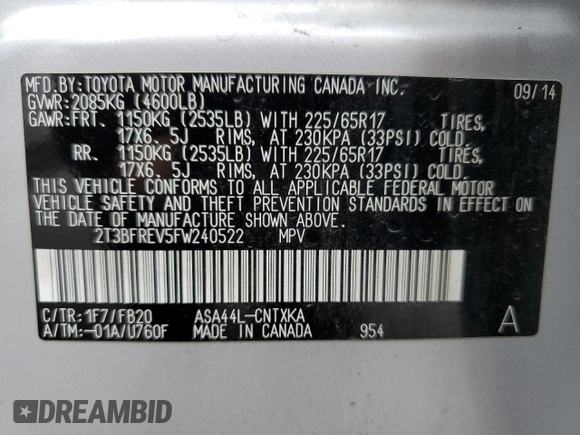 MFD.BY:TOYOTA MOTOR MANUFACTURING CANADA INC. 09/14
GVWR:2085KG (4600LB)
GAWR:FRT. 1150KG (2535LB) WITH 225/65R17 TIRES,
17X6. 5J RIMS, AT 230KPA (33PSI) COLD
RR. 1150KG (2535LB) WITH 225/65R17 TIRES,
17X6. 5J RIMS, AT 230KPA (33PSI) COLD
THIS VEHICLE CONFORMS TO ALL APPLICABLE FEDERAL MOTOR
VEHICLE SAFETY AND THEFT PREVENTION STANDARDS IN EFFECT ON
THE DATE OF MANUFACTURE SHOWN ABOVE.
2T3BFREV5FW240522 MPV
C/TR:1F7/FB20 ASA44L-CNTXKA
A/TM:-01A/U760F MADE IN CANADA 954 A
DREAMBID